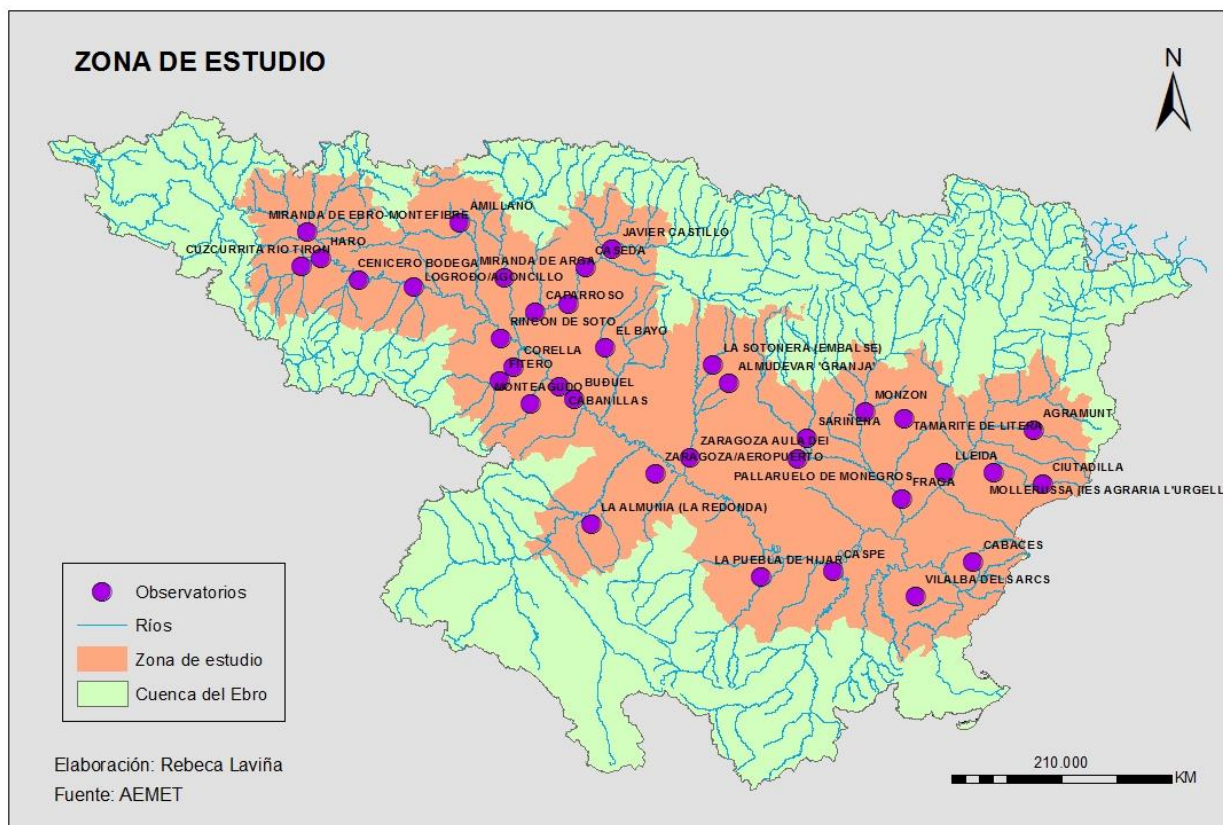 ZONA DE ESTUDIO
N
AMILLANO
MIRANDA DE EBRO-MONTEFIBRE
JAVIER CASTILLO
HARO
CUZCURRITA RIO TIRON
CASEDA
MIRANDA DE ARGA
CENICERO BODEGA
LOGROÐO/AGONCILLO
CAPARROSO
RINCON DE SOTO
EL BAYO
LA SOTONERA (EMBALSE)
CORELLA
FITERO
ALMUDEVAR 'GRANJA'
MONTEAGUDO
BUÐUEL
CABANILLAS
MONZON
AGRAMUNT
SARIÑENA
TAMARITE DE LITERA
ZARAGOZA AULA DEI
ZARAGOZA/AEROPUERTO
LLEIDA
CIUTADILLA
PALLARUELO DE MONEGROS
FRAGA
MOLLERUSSA (IES AGRARIA L'URGELL
LA ALMUNIA (LA REDONDA)
CABACES
CASPE
LA PUEBLA DE HIJAR
VILALBA DELS ARCS
Observatorios
Ríos
Zona de estudio
Cuenca del Ebro
Elaboración: Rebeca Laviña
Fuente: AEMET
210.000
KM